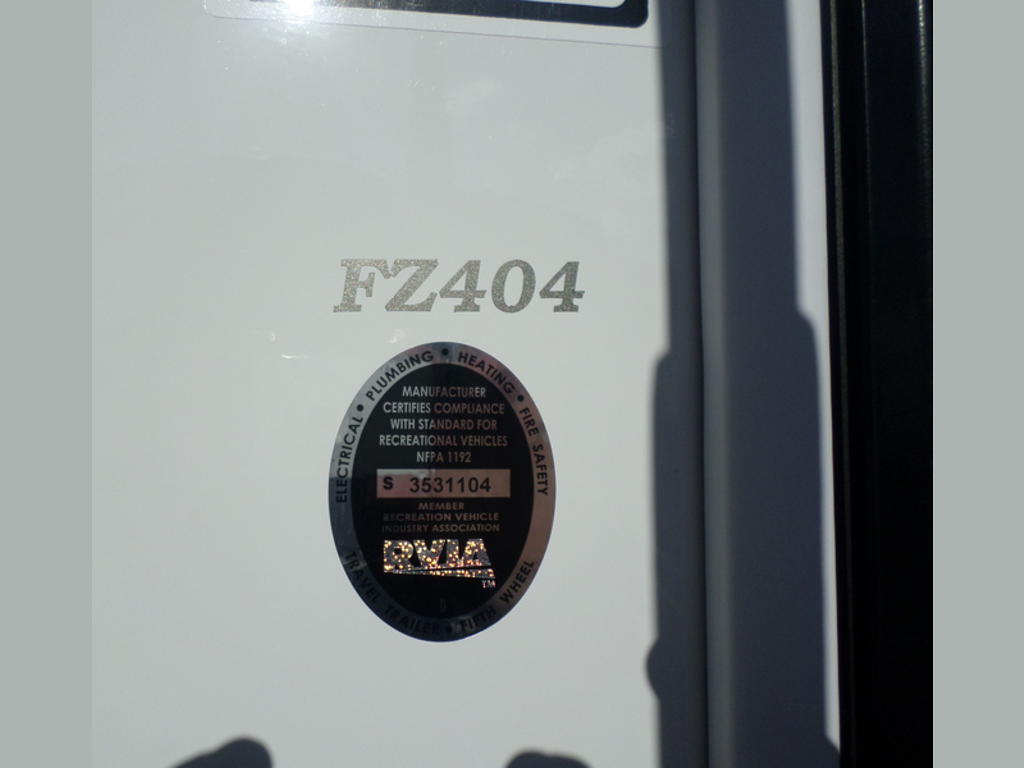 FZ404
ELECTRICAL • PLUMBING • HEATING • FIRE SAFETY
MANUFACTURER
CERTIFIES COMPLIANCE
WITH STANDARD FOR
RECREATIONAL VEHICLES
NFPA 1192
S 3531104
MEMBER
RECREATION VEHICLE
INDUSTRY ASSOCIATION
RVIA
TM
TRAVEL TRAILER • FIFTH WHEEL